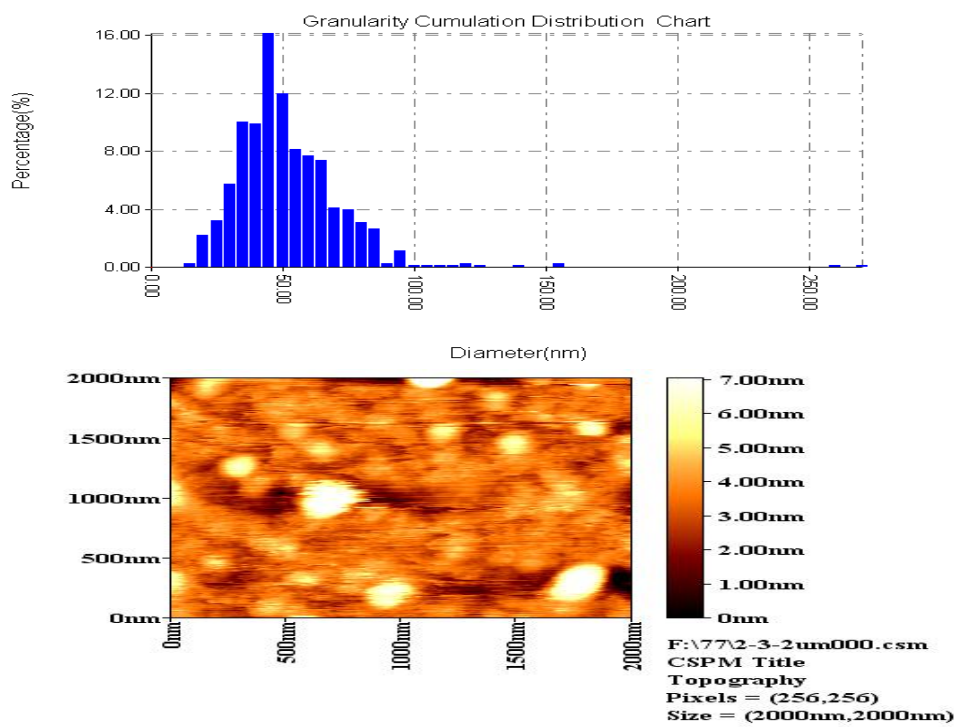 Granularity Cumulation Distribution Chart
Percentage(%)
16.00
12.00
8.00
4.00
0.00
0.00 50.00 100.00 150.00 200.00 250.00
Diameter(nm)
2000nm
1500nm
1000nm
500nm
0nm
0nm 500nm 1000nm 1500nm 2000nm
7.00nm
6.00nm
5.00nm
4.00nm
3.00nm
2.00nm
1.00nm
0nm
F:\77\2-3-2um000.csm
CSPM Title
Topography
Pixels = (256,256)
Size = (2000nm,2000nm)